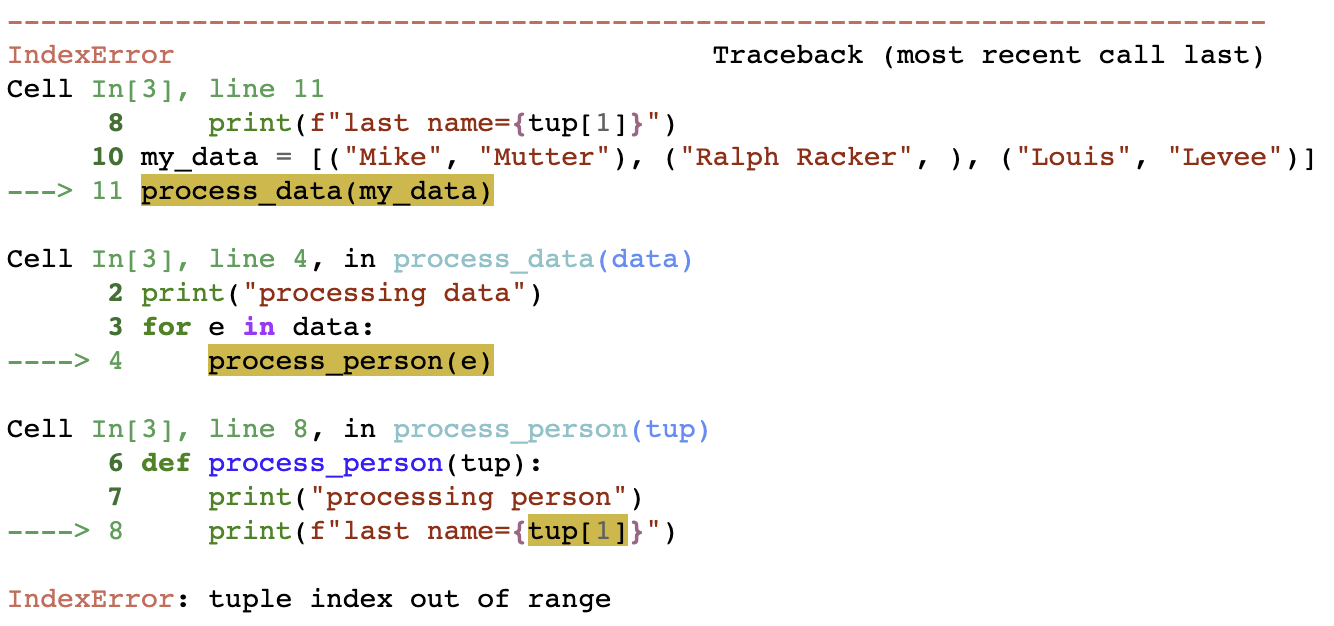 ---------------------------------------------------------------------------
IndexError                                Traceback (most recent call last)
Cell In[3], line 11
      8     print(f"last name={tup[1]}")
     10 my_data = [("Mike", "Mutter"), ("Ralph Racker", ), ("Louis", "Levee")]
---> 11 process_data(my_data)
Cell In[3], line 4, in process_data(data)
      2 print("processing data")
      3 for e in data:
----> 4     process_person(e)
Cell In[3], line 8, in process_person(tup)
      6 def process_person(tup):
      7     print("processing person")
----> 8     print(f"last name={tup[1]}")
IndexError: tuple index out of range